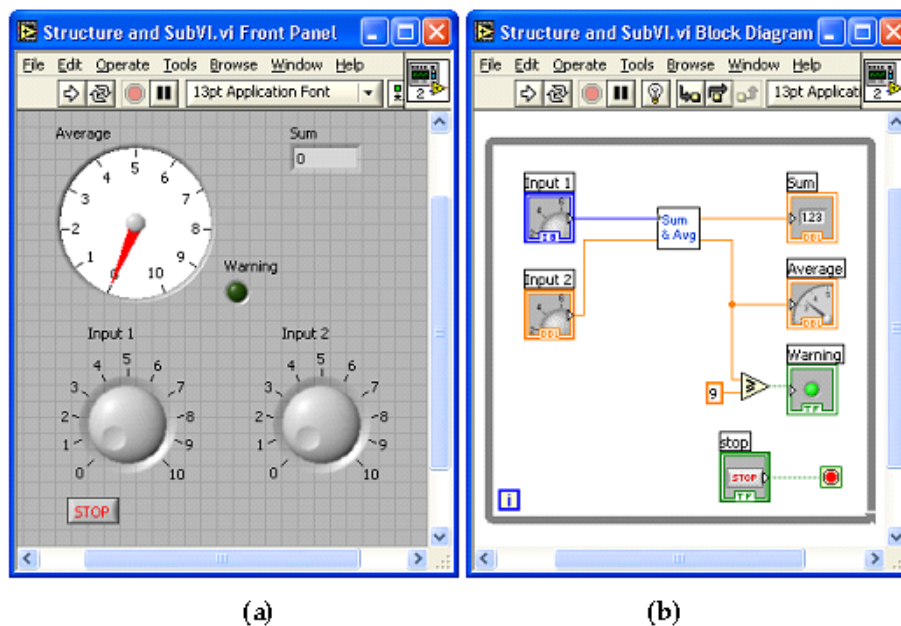 (a)
(b)
Structure and SubVI.vi Front Panel
File Edit Operate Tools Browse Window Help
13pt Application Font
2
Average
0 1 2 3 4 5 6 7 8 9 10
Sum
0
Warning
Input 1
0 1 2 3 4 5 6 7 8 9 10
Input 2
0 1 2 3 4 5 6 7 8 9 10
STOP
Structure and SubVI.vi Block Diagram
File Edit Operate Tools Browse Window Help
13pt Applicat
2
Input 1
Sum
& Avg
Sum
1.23
DBL
Input 2
DBL
Average
DBL
Warning
TF
9
stop
STOP
TF
i